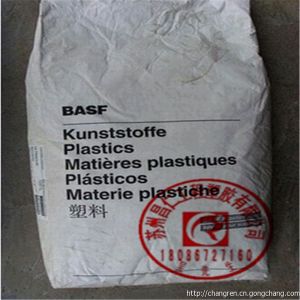 BASF
Kunststoffe
Plastics
Matières plastiques
Plásticos
Materie plastiche
塑料
18086727160
http://changren.cn.gongchang.com/